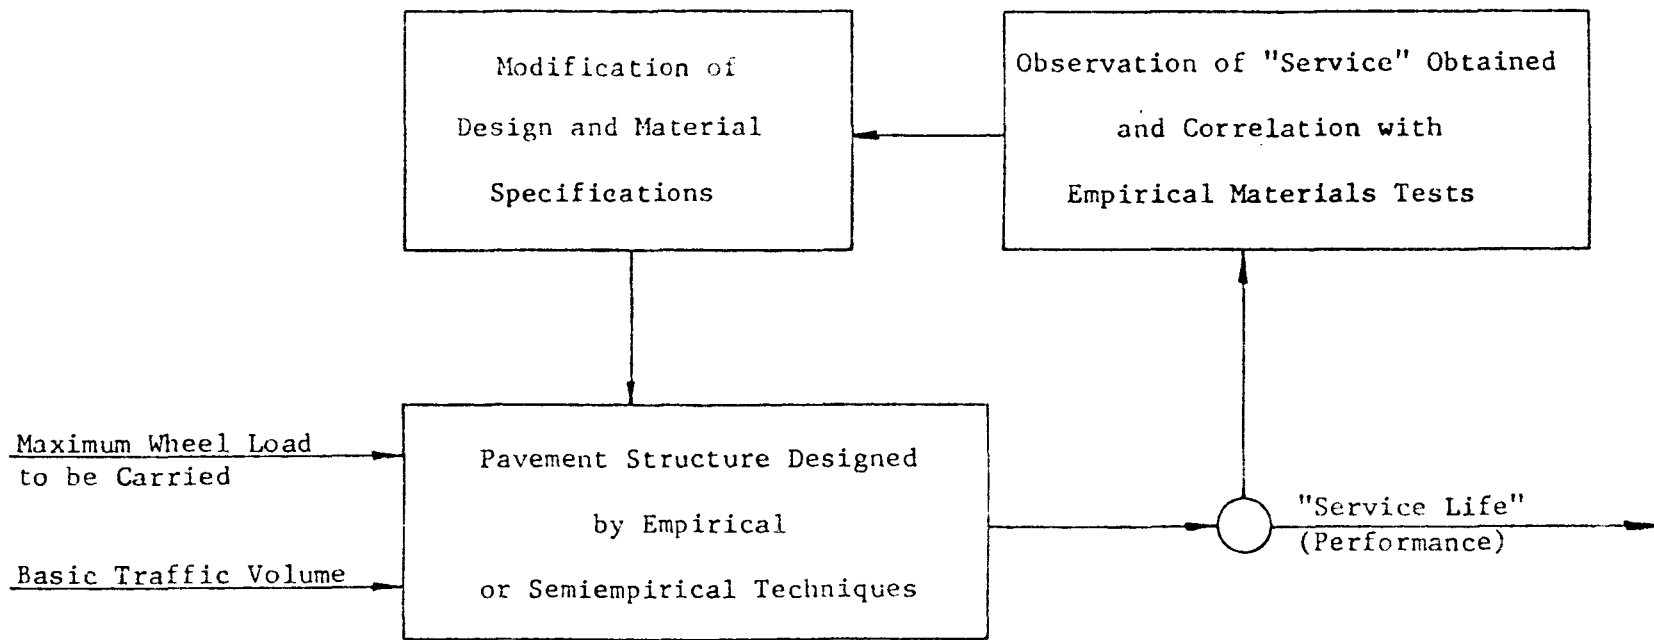 Modification of
Design and Material
Specifications
Observation of "Service" Obtained
and Correlation with
Empirical Materials Tests
Maximum Wheel Load
to be Carried
Basic Traffic Volume
Pavement Structure Designed
by Empirical
or Semiempirical Techniques
"Service Life"
(Performance)